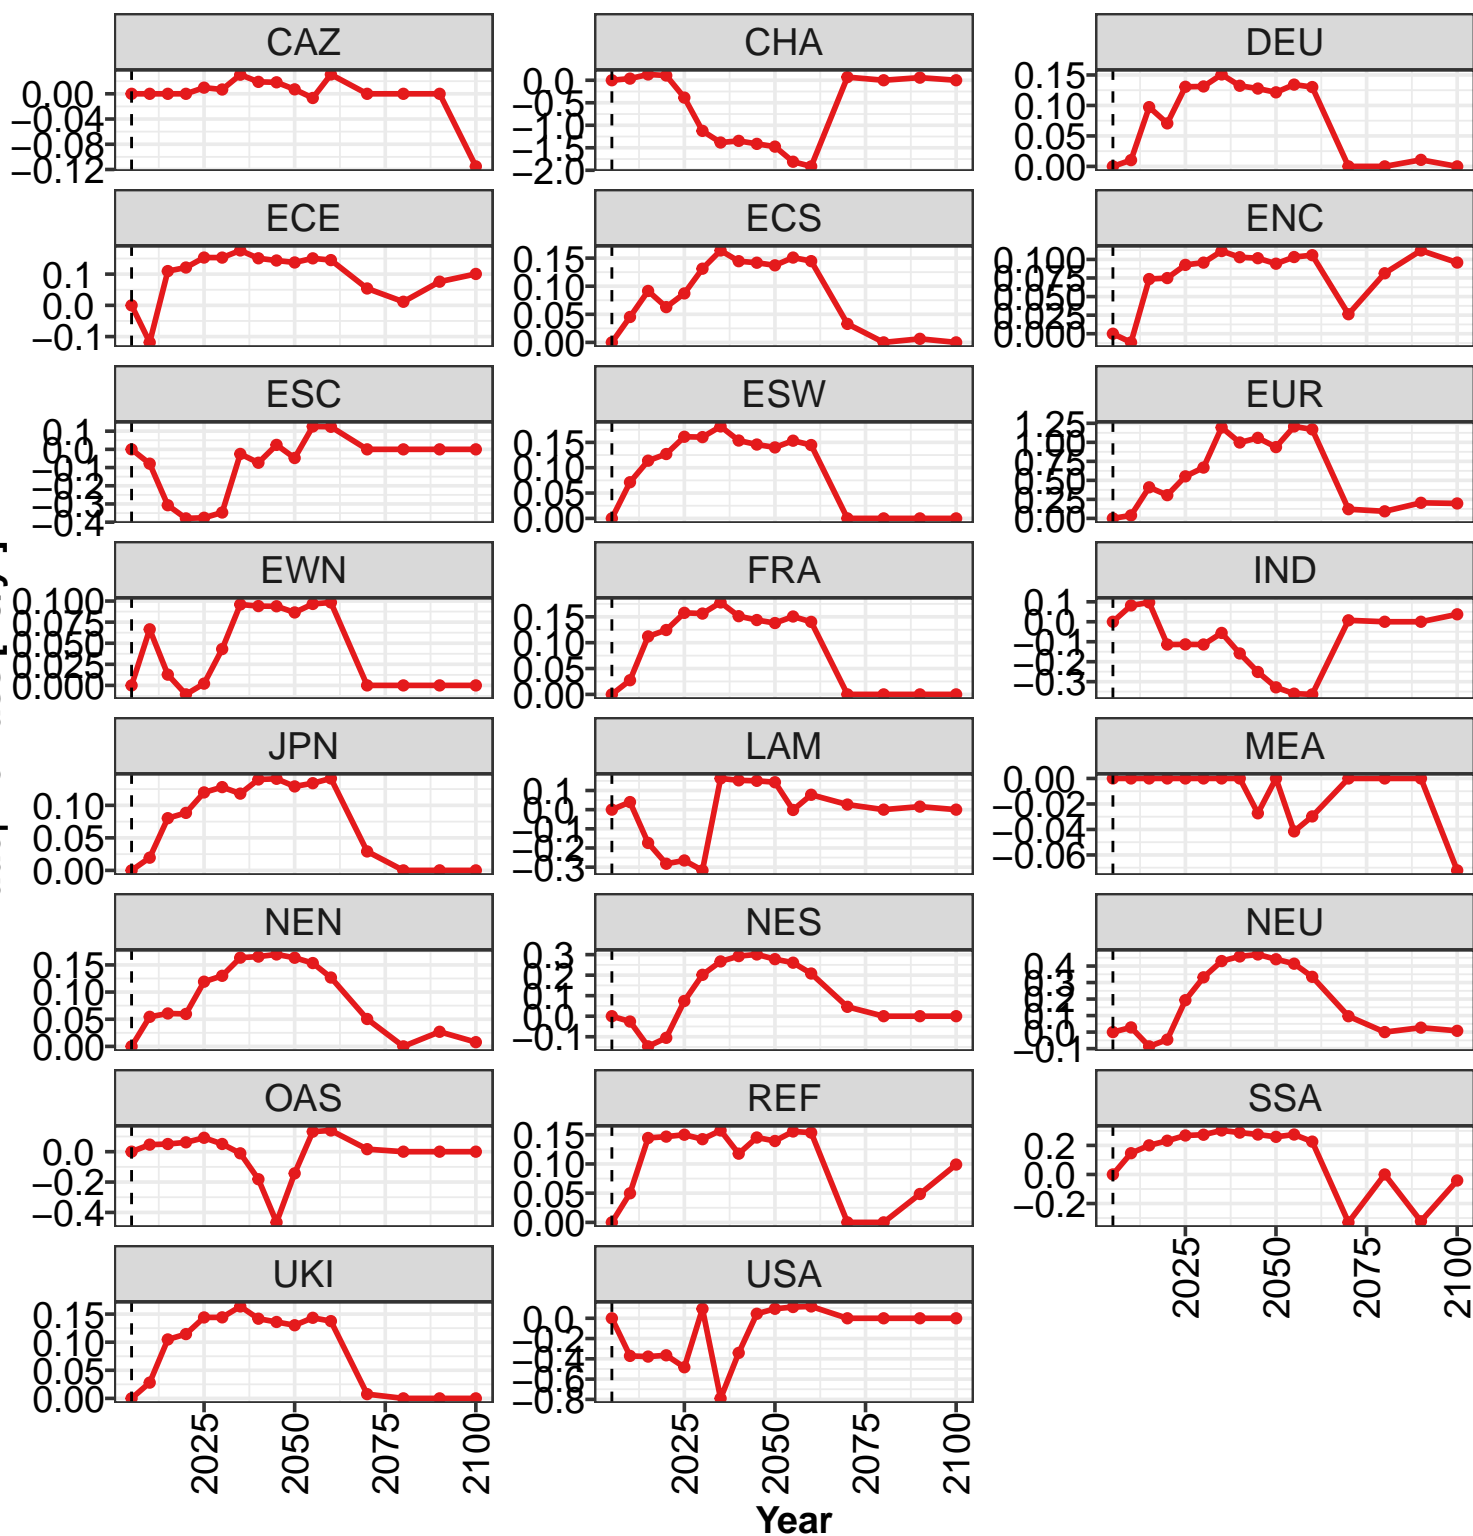 CAZ CHA DEU
0.00 −0.04 −0.08 −0.12
0.0 −0.5 −1.0 −1.5 −2.0
0.15 0.10 0.05 0.00
ECE ECS ENC
0.1 0.0 −0.1
0.15 0.10 0.05 0.00
0.100 0.075 0.050 0.025 0.000
ESC ESW EUR
0.1 0.0 −0.1 −0.2 −0.3 −0.4
0.15 0.10 0.05 0.00
1.25 1.00 0.75 0.50 0.25 0.00
EWN FRA IND
0.100 0.075 0.050 0.025 0.000
0.15 0.10 0.05 0.00
0.1 0.0 −0.1 −0.2 −0.3
JPN LAM MEA
0.10 0.05 0.00
0.1 0.0 −0.1 −0.2 −0.3
0.00 −0.02 −0.04 −0.06
NEN NES NEU
0.15 0.10 0.05 0.00
0.3 0.2 0.1 0.0 −0.1
0.4 0.3 0.2 0.1 0.0 −0.1
OAS REF SSA
0.0 −0.2 −0.4
0.15 0.10 0.05 0.00
0.2 0.0 −0.2
2025 2050 2075 2100
UKI USA
0.15 0.10 0.05 0.00
0.0 −0.2 −0.4 −0.6 −0.8
2025 2050 2075 2100
2025 2050 2075 2100
Year